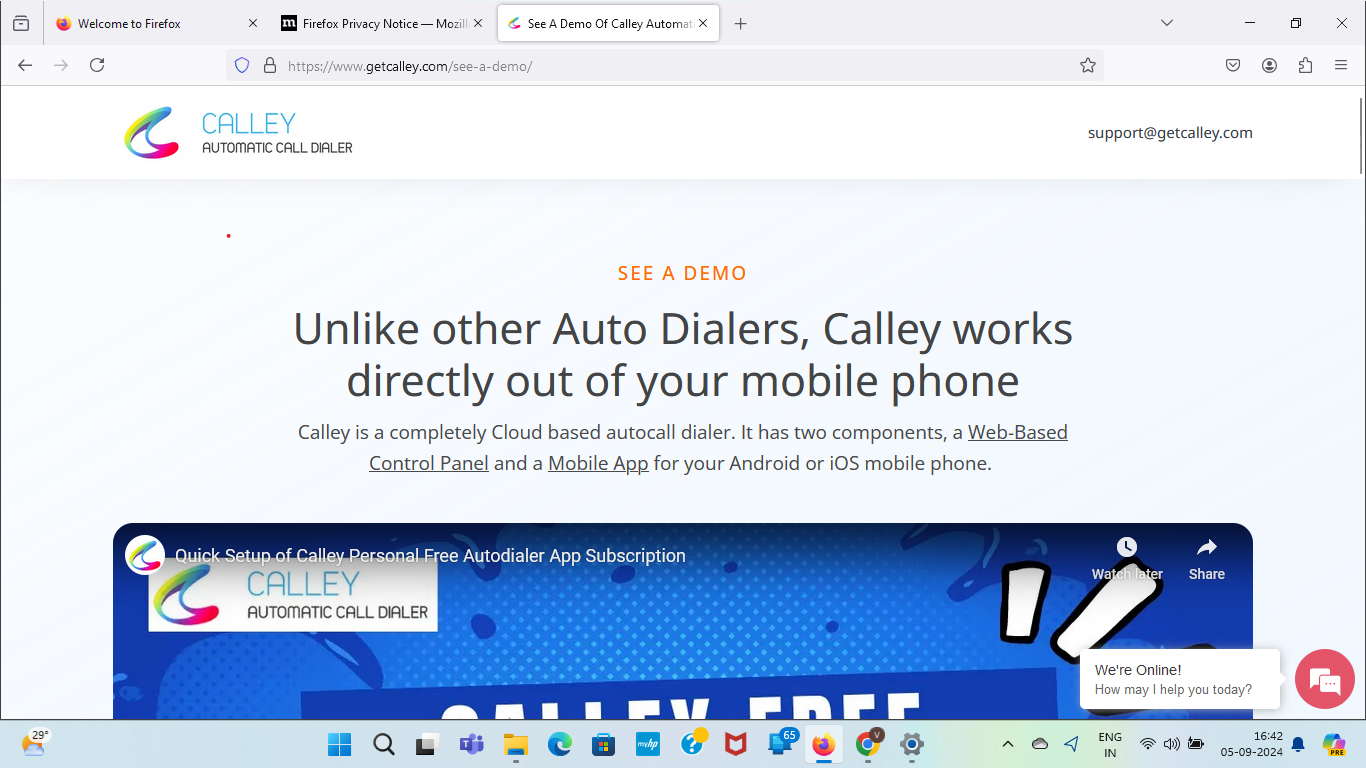 Welcome to Firefox
Firefox Privacy Notice — Mozill
See A Demo Of Calley Automat
https://www.getcalley.com/see-a-demo/
CALLEY
AUTOMATIC CALL DIALER
support@getcalley.com
SEE A DEMO
Unlike other Auto Dialers, Calley works
directly out of your mobile phone
Calley is a completely Cloud based autocall dialer. It has two components, a Web-Based
Control Panel and a Mobile App for your Android or iOS mobile phone.
Quick Setup of Calley Personal Free Autodialer App Subscription
Watch later
Share
CALLEY
AUTOMATIC CALL DIALER
CALLEY FREE
We're Online!
How may I help you today?
29°
myhp
65
V
ENG
IN
16:42
05-09-2024
PRE